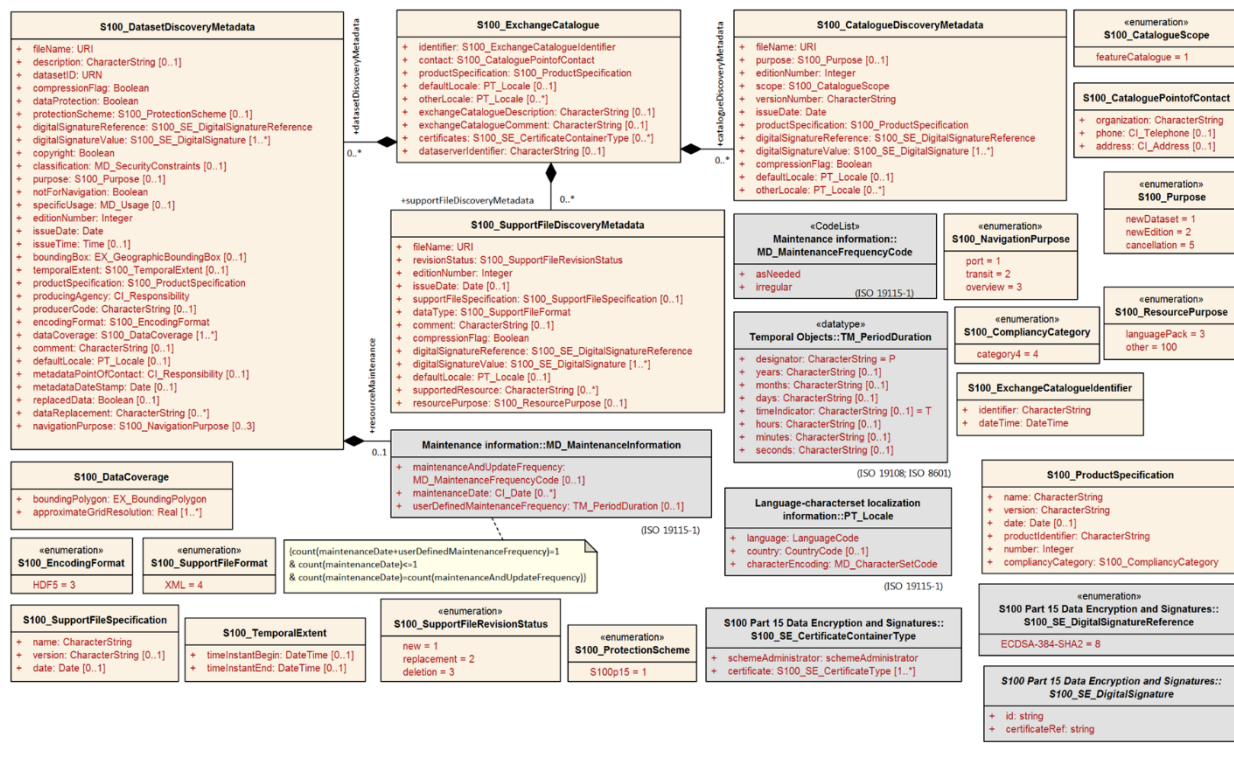 S100_DatasetDiscoveryMetadata
+ fileName: URI
+ description: CharacterString [0..1]
+ datasetID: URN
+ compressionFlag: Boolean
+ dataProtection: Boolean
+ protectionScheme: S100_ProtectionScheme [0..1]
+ digitalSignatureReference: S100_SE_DigitalSignatureReference
+ digitalSignatureValue: S100_SE_DigitalSignature [1..*]
+ copyright: Boolean
+ classification: MD_SecurityConstraints [0..1]
+ purpose: S100_Purpose [0..1]
+ notForNavigation: Boolean
+ specificUsage: MD_Usage [0..1]
+ editionNumber: Integer
+ issueDate: Date
+ issueTime: Time [0..1]
+ boundingBox: EX_GeographicBoundingBox [0..1]
+ temporalExtent: S100_TemporalExtent [0..1]
+ productSpecification: S100_ProductSpecification
+ producingAgency: CI_Responsibility
+ producerCode: CharacterString [0..1]
+ encodingFormat: S100_EncodingFormat
+ dataCoverage: S100_DataCoverage [1..*]
+ comment: CharacterString [0..1]
+ defaultLocale: PT_Locale [0..1]
+ metadataPointOfContact: CI_Responsibility [0..1]
+ metadataDateStamp: Date [0..1]
+ replacedData: Boolean [0..1]
+ dataReplacement: CharacterString [0..*]
+ navigationPurpose: S100_NavigationPurpose [0..3]
+datasetDiscoveryMetadata
0..*
S100_ExchangeCatalogue
+ identifier: S100_ExchangeCatalogueIdentifier
+ contact: S100_CataloguePointofContact
+ productSpecification: S100_ProductSpecification
+ defaultLocale: PT_Locale [0..1]
+ otherLocale: PT_Locale [0..*]
+ exchangeCatalogueDescription: CharacterString [0..1]
+ exchangeCatalogueComment: CharacterString [0..1]
+ certificates: S100_SE_CertificateContainerType [0..*]
+ dataserverIdentifier: CharacterString [0..1]
+catalogueDiscoveryMetadata
0..*
S100_CatalogueDiscoveryMetadata
+ fileName: URI
+ purpose: S100_Purpose [0..1]
+ editionNumber: Integer
+ scope: S100_CatalogueScope
+ versionNumber: CharacterString
+ issueDate: Date
+ productSpecification: S100_ProductSpecification
+ digitalSignatureReference: S100_SE_DigitalSignatureReference
+ digitalSignatureValue: S100_SE_DigitalSignature [1..*]
+ compressionFlag: Boolean
+ defaultLocale: PT_Locale [0..1]
+ otherLocale: PT_Locale [0..*]
«enumeration»
S100_CatalogueScope
featureCatalogue = 1
S100_CataloguePointofContact
+ organization: CharacterString
+ phone: CI_Telephone [0..1]
+ address: CI_Address [0..1]
+supportFileDiscoveryMetadata
0..*
S100_SupportFileDiscoveryMetadata
+ fileName: URI
+ revisionStatus: S100_SupportFileRevisionStatus
+ editionNumber: Integer
+ issueDate: Date [0..1]
+ supportFileSpecification: S100_SupportFileSpecification [0..1]
+ dataType: S100_SupportFileFormat
+ comment: CharacterString [0..1]
+ compressionFlag: Boolean
+ digitalSignatureReference: S100_SE_DigitalSignatureReference
+ digitalSignatureValue: S100_SE_DigitalSignature [1..*]
+ defaultLocale: PT_Locale [0..1]
+ supportedResource: CharacterString [0..*]
+ resourcePurpose: S100_ResourcePurpose [0..1]
«CodeList»
Maintenance information::
MD_MaintenanceFrequencyCode
+ asNeeded
+ irregular
(ISO 19115-1)
«enumeration»
S100_NavigationPurpose
port = 1
transit = 2
overview = 3
«enumeration»
S100_Purpose
newDataset = 1
newEdition = 2
cancellation = 5
«datatype»
Temporal Objects::TM_PeriodDuration
+ designator: CharacterString = P
+ years: CharacterString [0..1]
+ months: CharacterString [0..1]
+ days: CharacterString [0..1]
+ timeIndicator: CharacterString [0..1] = T
+ hours: CharacterString [0..1]
+ minutes: CharacterString [0..1]
+ seconds: CharacterString [0..1]
(ISO 19108; ISO 8601)
«enumeration»
S100_CompliancyCategory
category4 = 4
«enumeration»
S100_ResourcePurpose
languagePack = 3
other = 100
S100_ExchangeCatalogueIdentifier
+ identifier: CharacterString
+ dateTime: DateTime
+resourceMaintenance
0..1
Maintenance information::MD_MaintenanceInformation
+ maintenanceAndUpdateFrequency:
MD_MaintenanceFrequencyCode [0..1]
+ maintenanceDate: CI_Date [0..*]
+ userDefinedMaintenanceFrequency: TM_PeriodDuration [0..1]
(ISO 19115-1)
S100_DataCoverage
+ boundingPolygon: EX_BoundingPolygon
+ approximateGridResolution: Real [1..*]
Language-characterset localization
information::PT_Locale
+ language: LanguageCode
+ country: CountryCode [0..1]
+ characterEncoding: MD_CharacterSetCode
(ISO 19115-1)
S100_ProductSpecification
+ name: CharacterString
+ version: CharacterString
+ date: Date [0..1]
+ productIdentifier: CharacterString
+ number: Integer
+ compliancyCategory: S100_CompliancyCategory
«enumeration»
S100_EncodingFormat
HDF5 = 3
«enumeration»
S100_SupportFileFormat
XML = 4
{count(maintenanceDate+userDefinedMaintenanceFrequency)=1
& count(maintenanceDate)<=1
& count(maintenanceDate)=count(maintenanceAndUpdateFrequency)}
S100_SupportFileSpecification
+ name: CharacterString
+ version: CharacterString [0..1]
+ date: Date [0..1]
S100_TemporalExtent
+ timeInstantBegin: DateTime [0..1]
+ timeInstantEnd: DateTime [0..1]
«enumeration»
S100_SupportFileRevisionStatus
new = 1
replacement = 2
deletion = 3
«enumeration»
S100_ProtectionScheme
S100p15 = 1
S100 Part 15 Data Encryption and Signatures::
S100_SE_CertificateContainerType
+ schemeAdministrator: schemeAdministrator
+ certificate: S100_SE_CertificateType [1..*]
«enumeration»
S100 Part 15 Data Encryption and Signatures::
S100_SE_DigitalSignatureReference
ECDSA-384-SHA2 = 8
S100 Part 15 Data Encryption and Signatures::
S100_SE_DigitalSignature
+ id: string
+ certificateRef: string